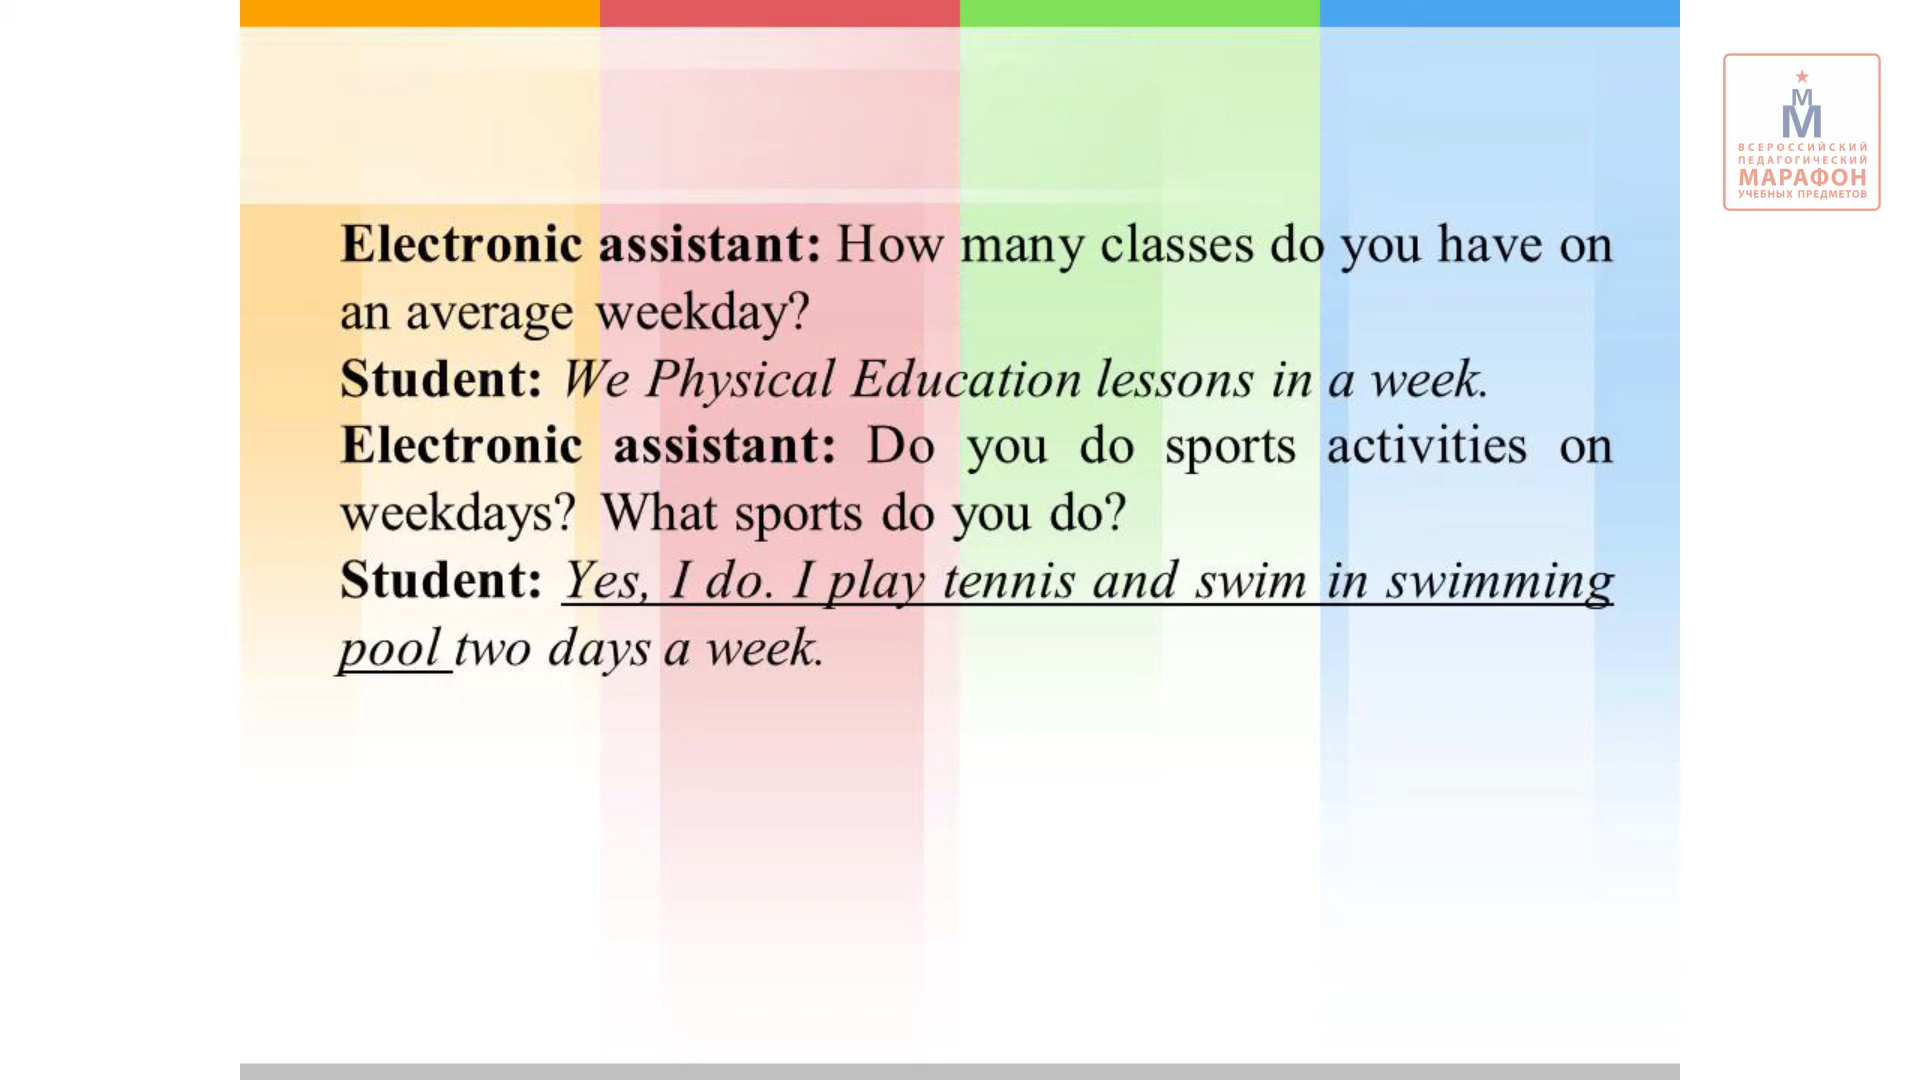 Electronic assistant: How many classes do you have on
an average weekday?
Student: We Physical Education lessons in a week.
Electronic assistant: Do you do sports activities on
weekdays? What sports do you do?
Student: Yes, I do. I play tennis and swim in swimming
pool two days a week.
М
М
ВСЕРОССИЙСКИЙ
ПЕДАГОГИЧЕСКИЙ
МАРАФОН
УЧЕБНЫХ ПРЕДМЕТОВ